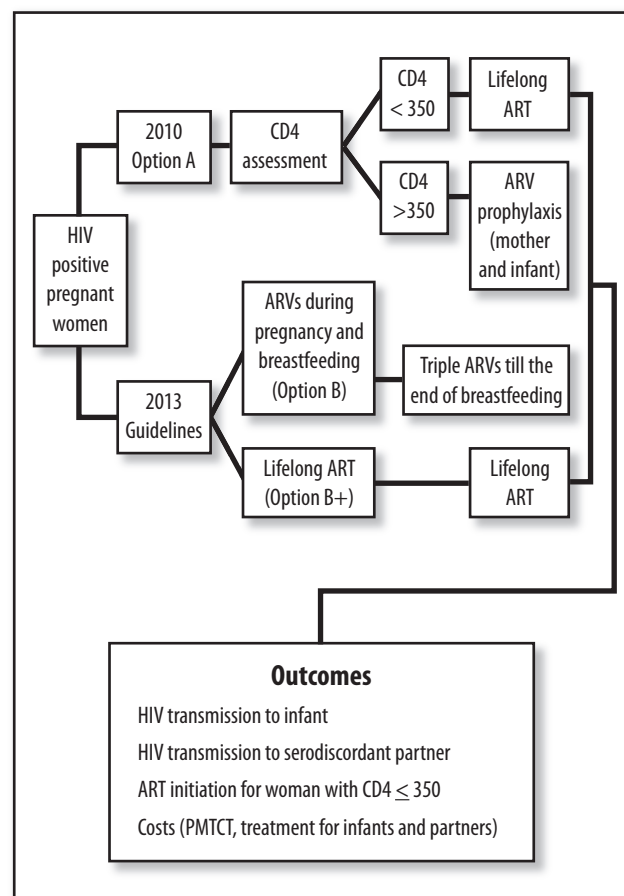 HIV
positive
pregnant
women
2010
Option A
CD4
assessment
CD4
< 350
Lifelong
ART
CD4
>350
ARV
prophylaxis
(mother
and infant)
2013
Guidelines
ARVs during
pregnancy and
breastfeeding
(Option B)
Triple ARVs till the
end of breastfeeding
Lifelong ART
(Option B+)
Lifelong
ART
Outcomes
HIV transmission to infant
HIV transmission to serodiscordant partner
ART initiation for woman with CD4 ≤ 350
Costs (PMTCT, treatment for infants and partners)